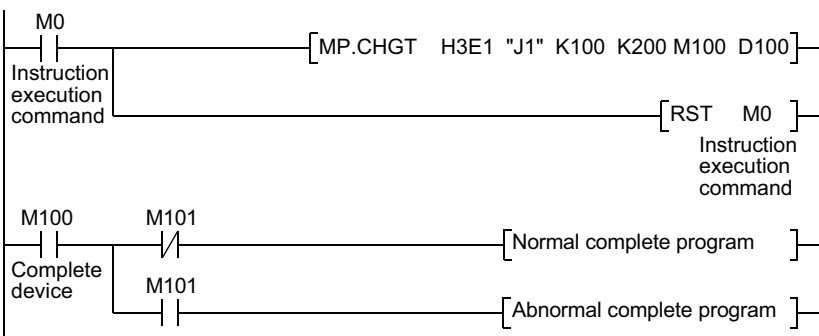 M0
MP.CHGT H3E1 "J1" K100 K200 M100 D100
Instruction
execution
command
RST M0
Instruction
execution
command
M100
M101
Normal complete program
Complete
device
M101
Abnormal complete program